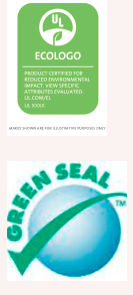 UL
ECOLOGO
PRODUCT CERTIFIED FOR
REDUCED ENVIRONMENTAL
IMPACT. VIEW SPECIFIC
ATTRIBUTES EVALUATED:
UL.COM/EL
UL XXXX
MARKS SHOWN ARE FOR ILLUSTRATIVE PURPOSES ONLY
GREEN SEAL
TM